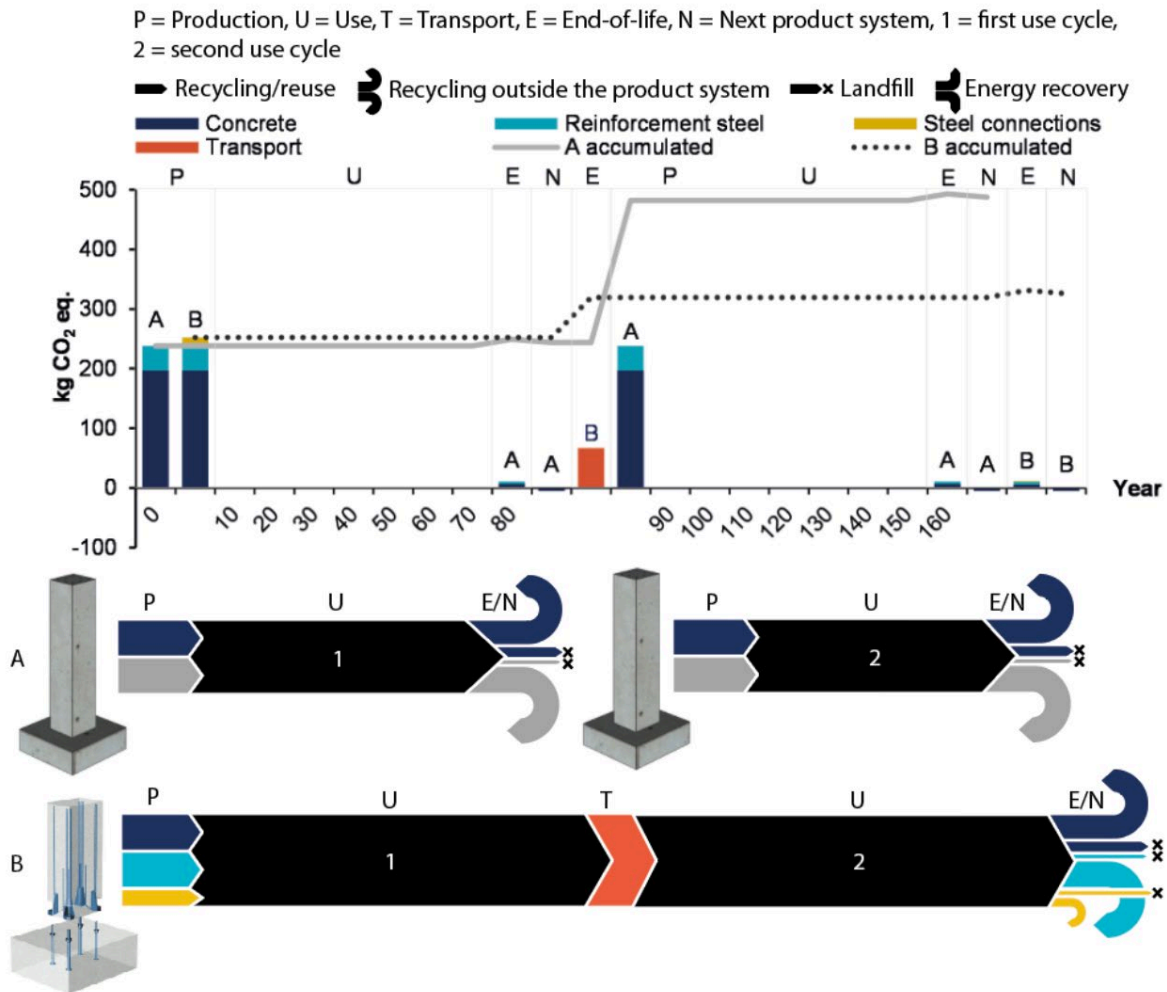 P = Production, U = Use, T = Transport, E = End-of-life, N = Next product system, 1 = first use cycle,
2 = second use cycle
Recycling/reuse Recycling outside the product system Landfill Energy recovery
Concrete Reinforcement steel Steel connections
Transport A accumulated B accumulated
P U E N E P U E N E N
500
400
300
200
100
0
-100
kg CO₂ eq.
A B A A B A A A B B
0 10 20 30 40 50 60 70 80 90 100 110 120 130 140 150 160
Year
P U E/N P U E/N
A 1 2
P U T U E/N
B 1 2